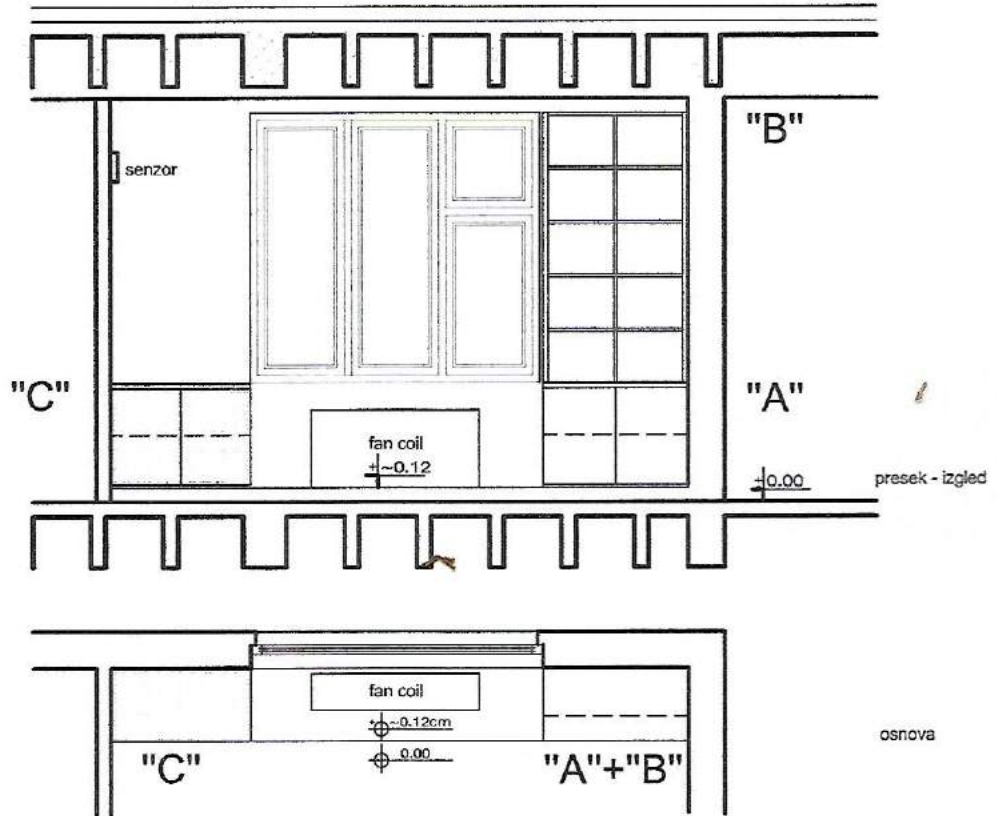 "B"
senzor
"C"
"A"
fan coil
+~0.12
±0.00
presek - izgled
fan coil
+~0.12cm
0.00
osnova
"C"
"A"+"B"